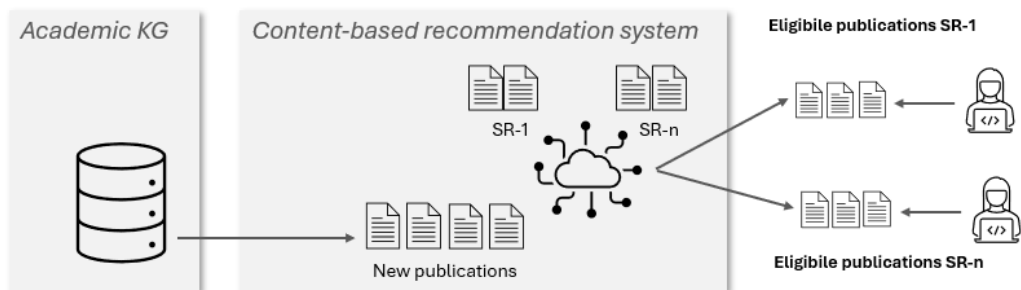 Academic KG
Content-based recommendation system
Eligibile publications SR-1
SR-1
SR-n
</>
</>
New publications
Eligibile publications SR-n